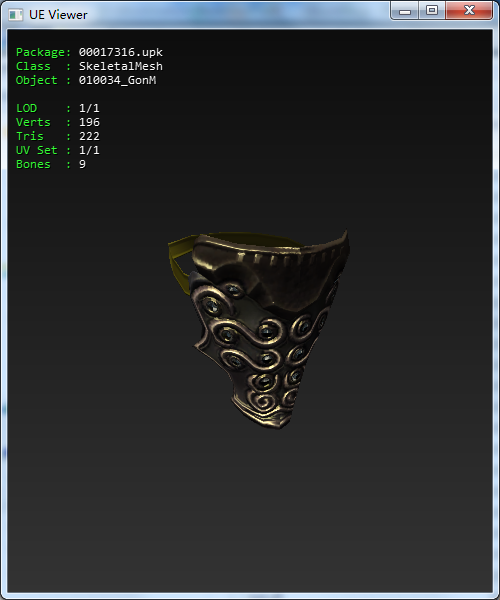 UE Viewer
Package: 00017316.upk
Class : SkeletalMesh
Object : 010034_GonM
LOD : 1/1
Verts : 196
Tris : 222
UV Set : 1/1
Bones : 9